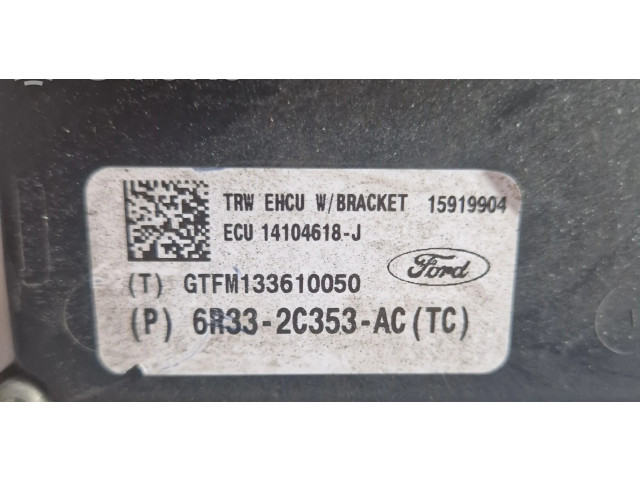 TRW EHCU W/BRACKET 15919904
ECU 14104618-J
Ford
(T) GTFM133610050
(P) 6R33-2C353-AC(TC)